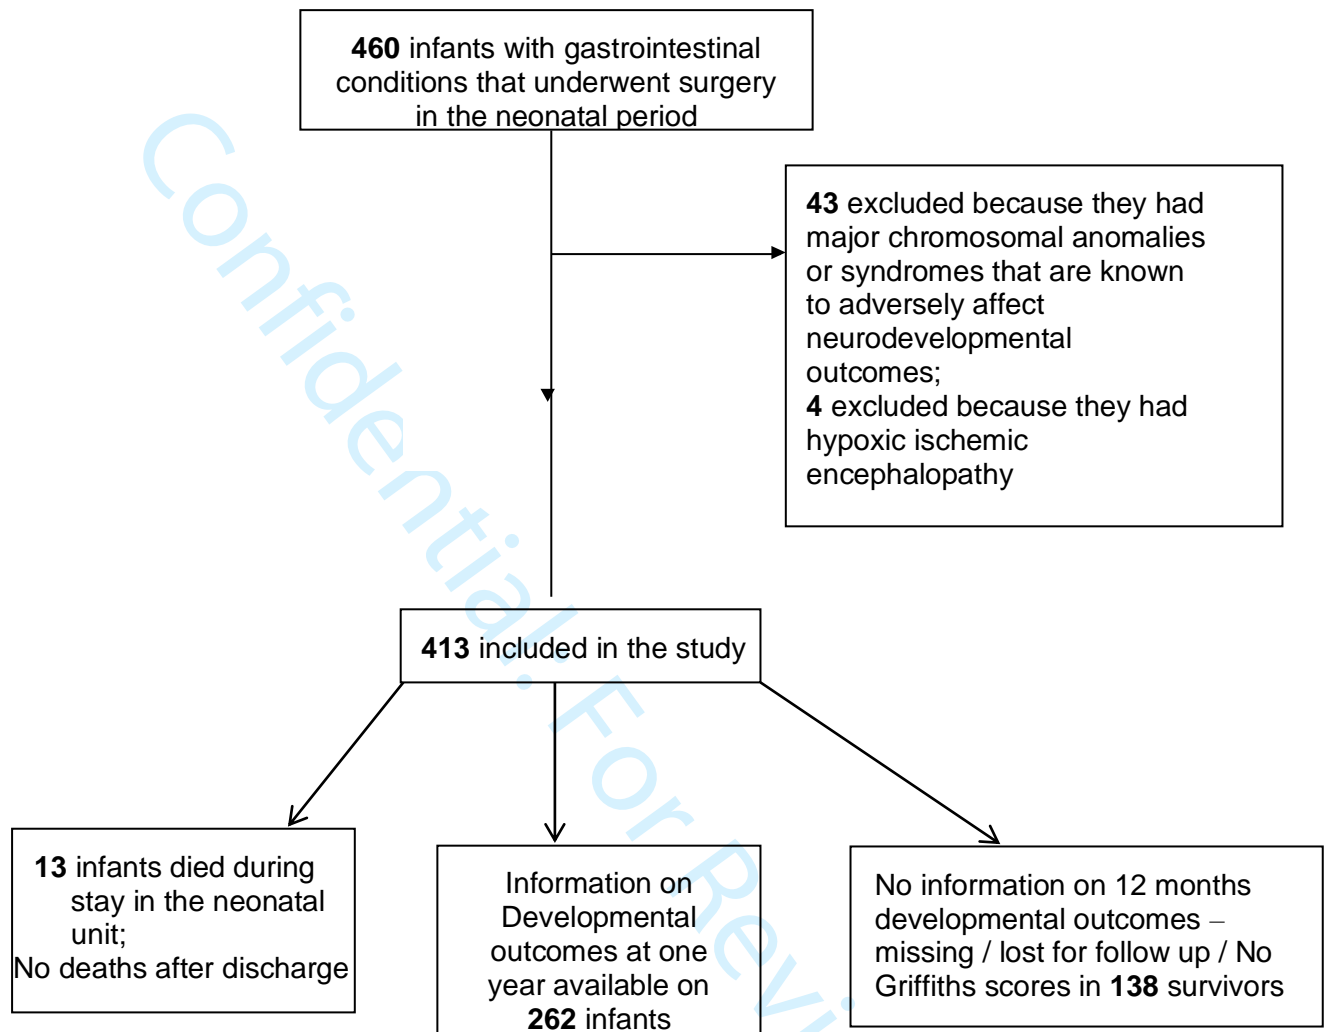 460 infants with gastrointestinal
conditions that underwent surgery
in the neonatal period
43 excluded because they had
major chromosomal anomalies
or syndromes that are known
to adversely affect
neurodevelopmental
outcomes;
4 excluded because they had
hypoxic ischemic
encephalopathy
413 included in the study
13 infants died during
stay in the neonatal
unit;
No deaths after discharge
Information on
Developmental
outcomes at one
year available on
262 infants
No information on 12 months
developmental outcomes –
missing / lost for follow up / No
Griffiths scores in 138 survivors
Confidential: For Revi